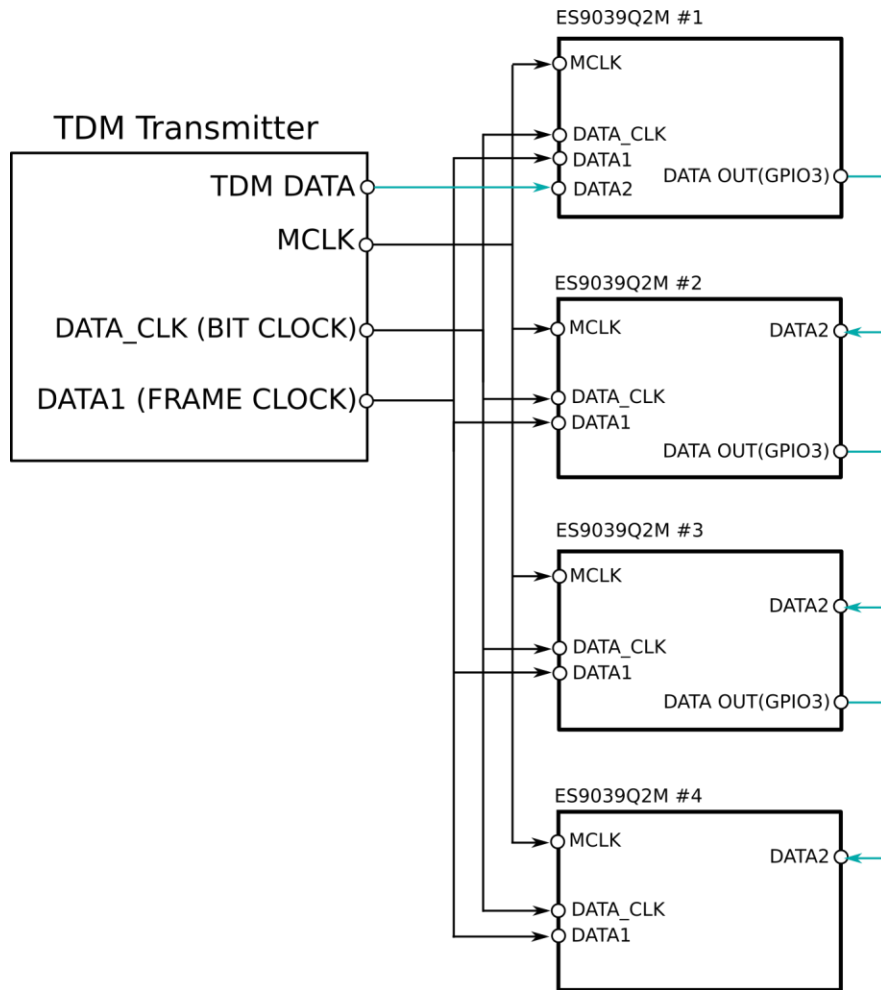 TDM Transmitter
TDM DATA
MCLK
DATA_CLK (BIT CLOCK)
DATA1 (FRAME CLOCK)
ES9039Q2M #1
MCLK
DATA_CLK
DATA1
DATA2
DATA OUT(GPIO3)
ES9039Q2M #2
MCLK
DATA2
DATA_CLK
DATA1
DATA OUT(GPIO3)
ES9039Q2M #3
MCLK
DATA2
DATA_CLK
DATA1
DATA OUT(GPIO3)
ES9039Q2M #4
MCLK
DATA2
DATA_CLK
DATA1